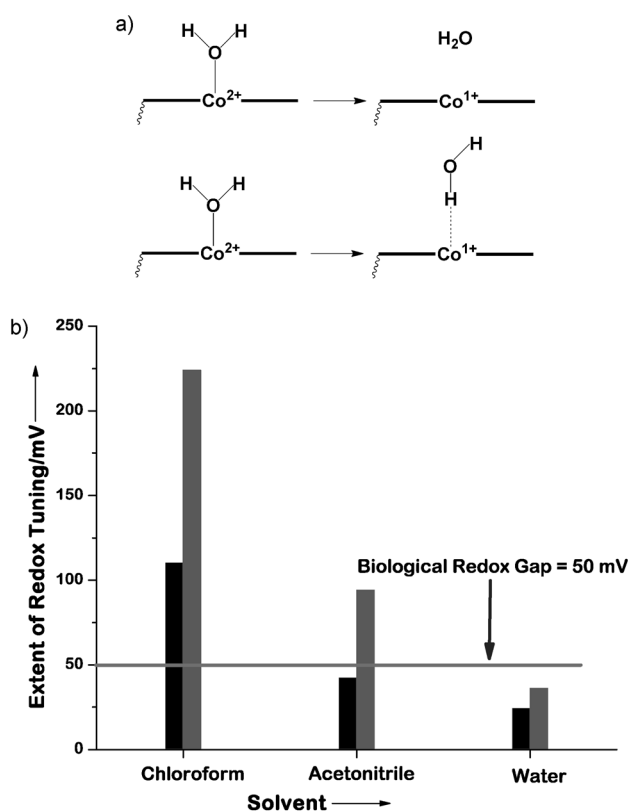 a)
H H H₂O
O
Co²⁺ Co¹⁺
H
O
H H H
O
Co²⁺ Co¹⁺
b)
250
200
150
100
50
0
Extent of Redox Tuning/mV
Biological Redox Gap = 50 mV
Chloroform Acetonitrile Water
Solvent